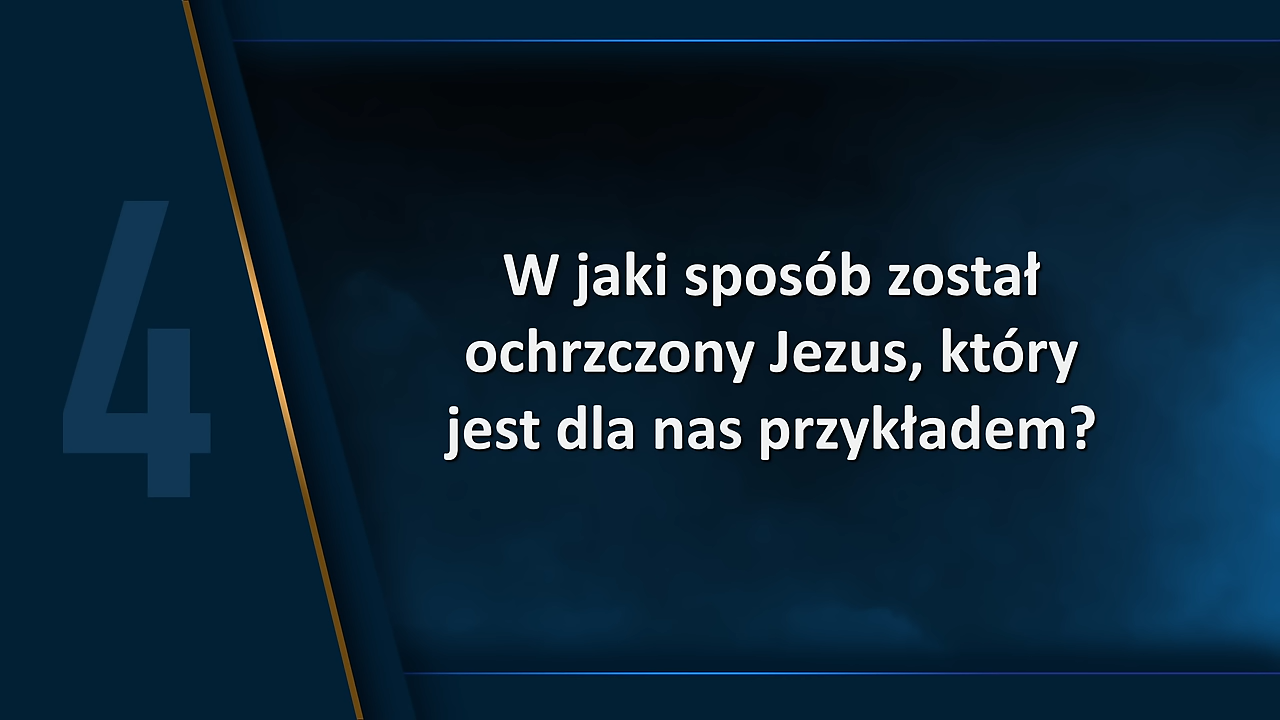 4
W jaki sposób został
ochrzczony Jezus, który
jest dla nas przykładem?